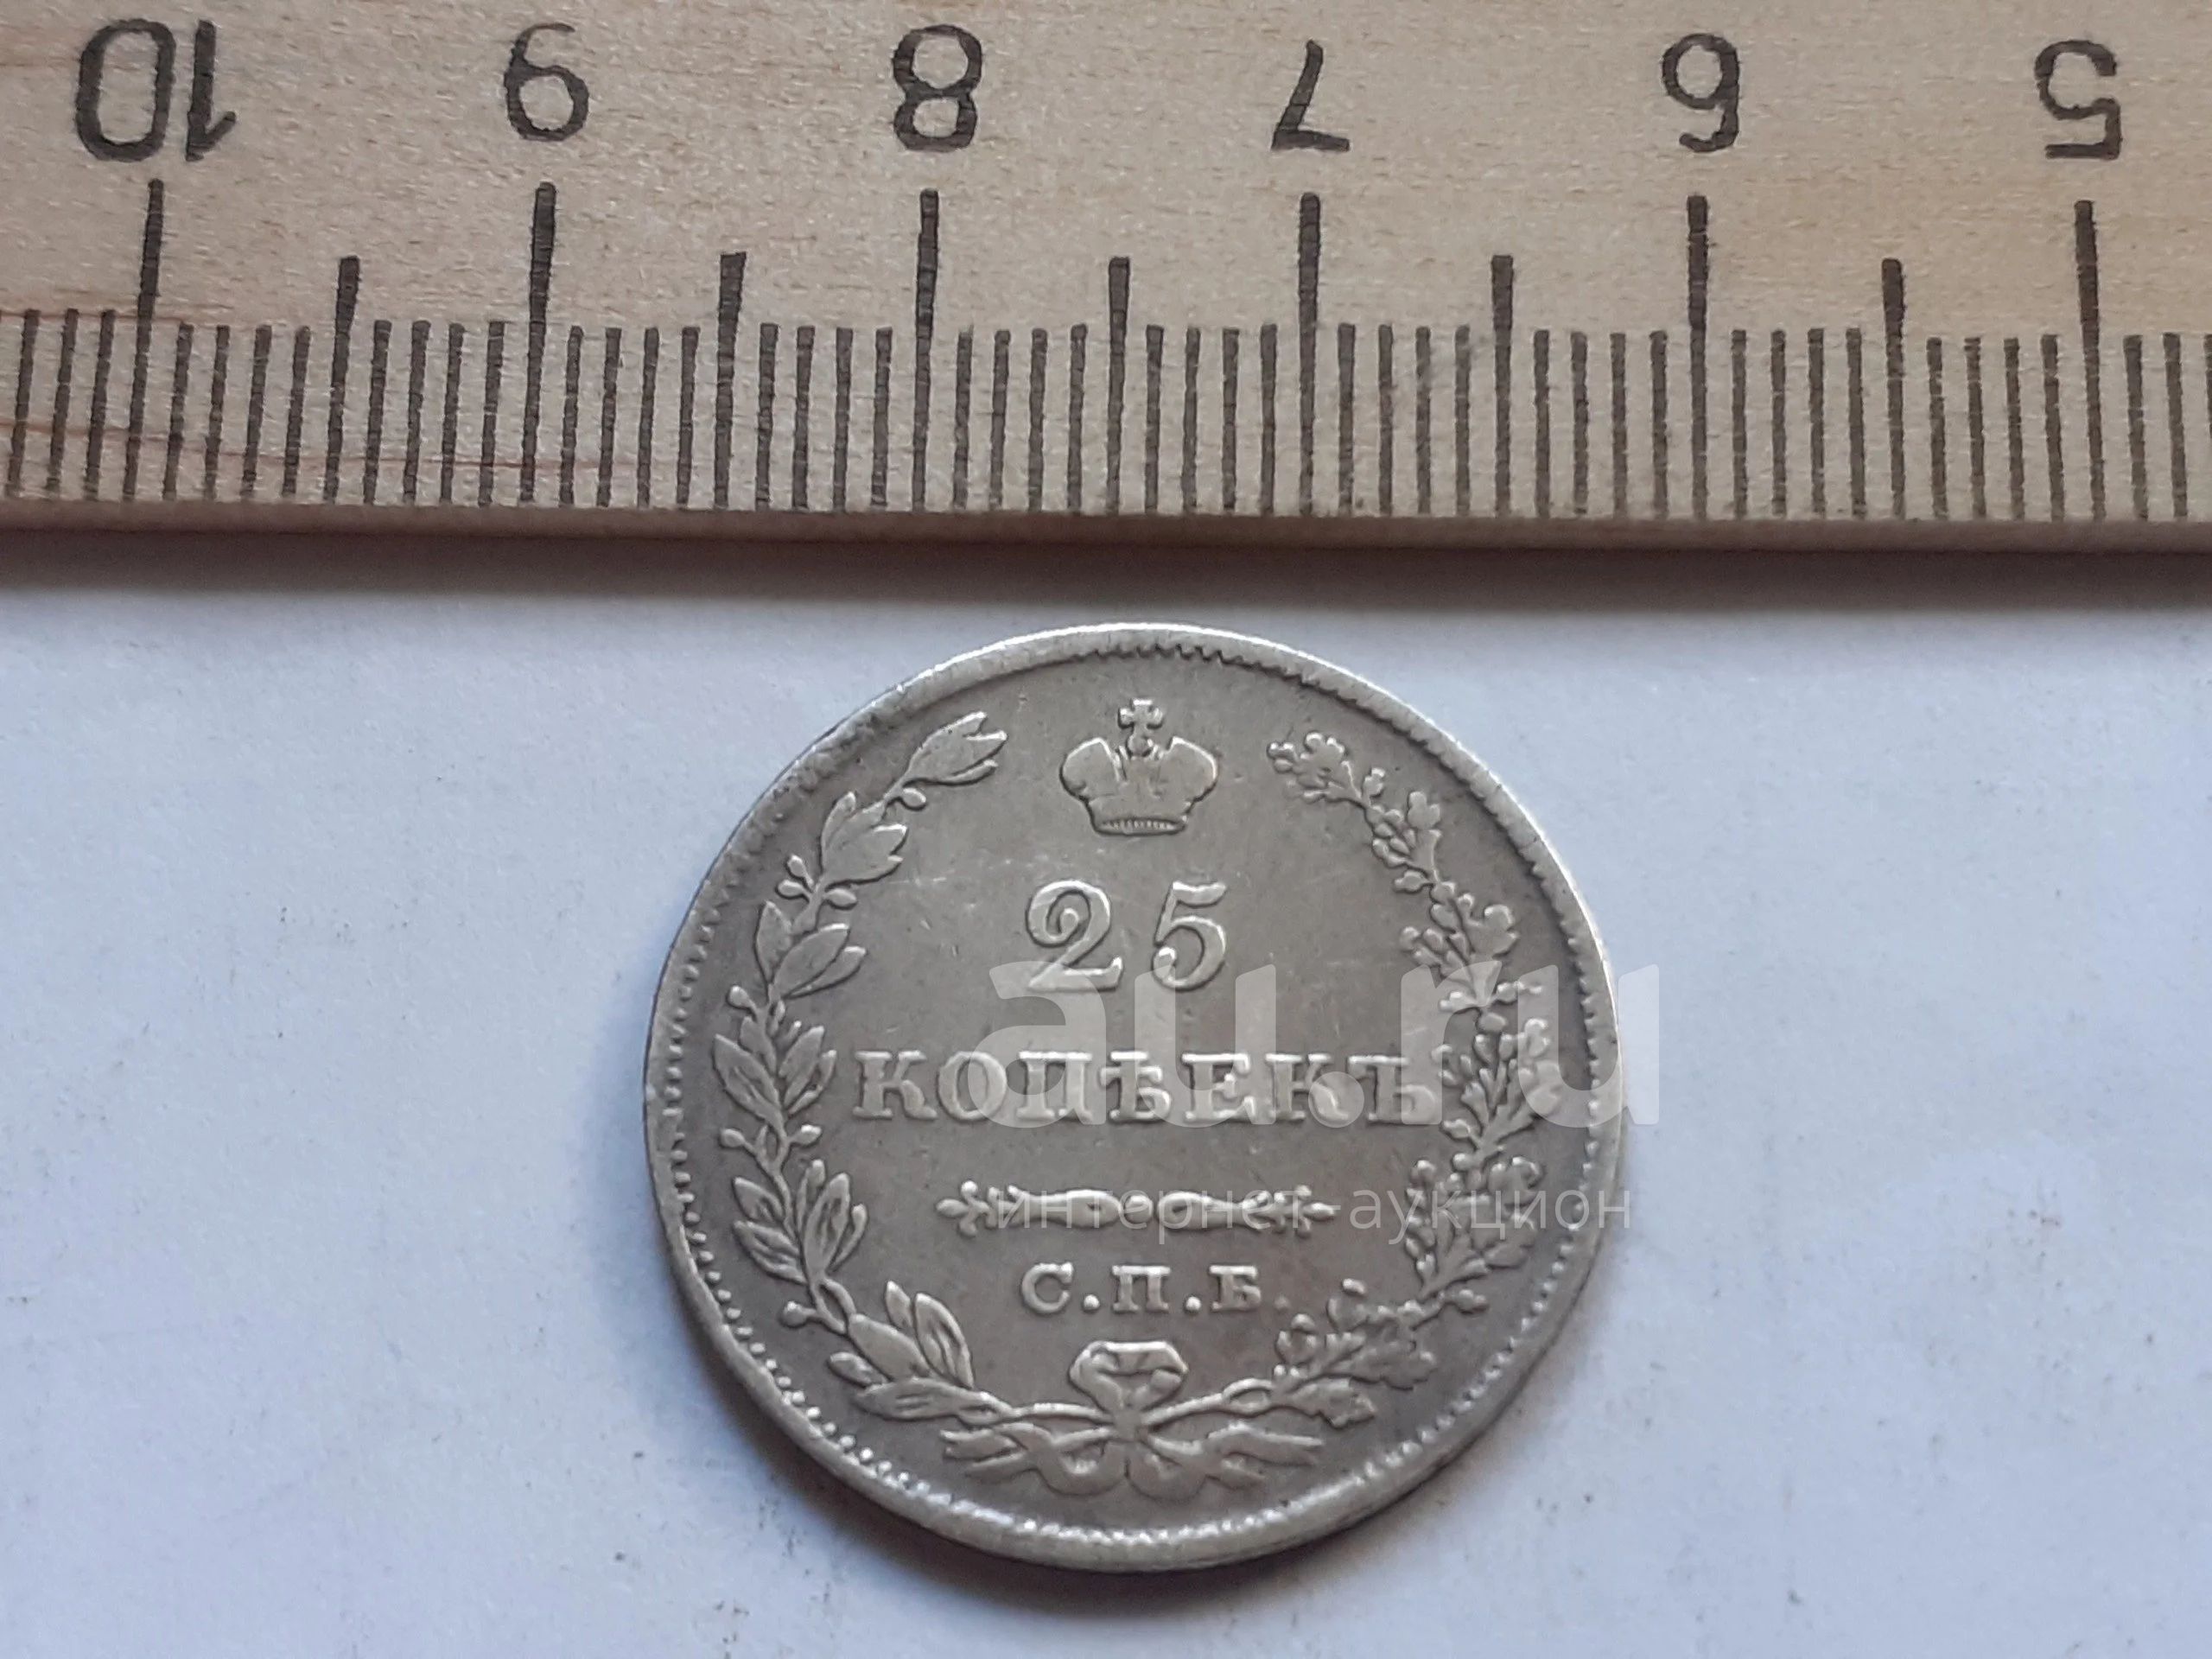 10 9 8 7 6 5
25
КОПѢЕКЪ
С.П.Б.
au.ru
интернет аукцион